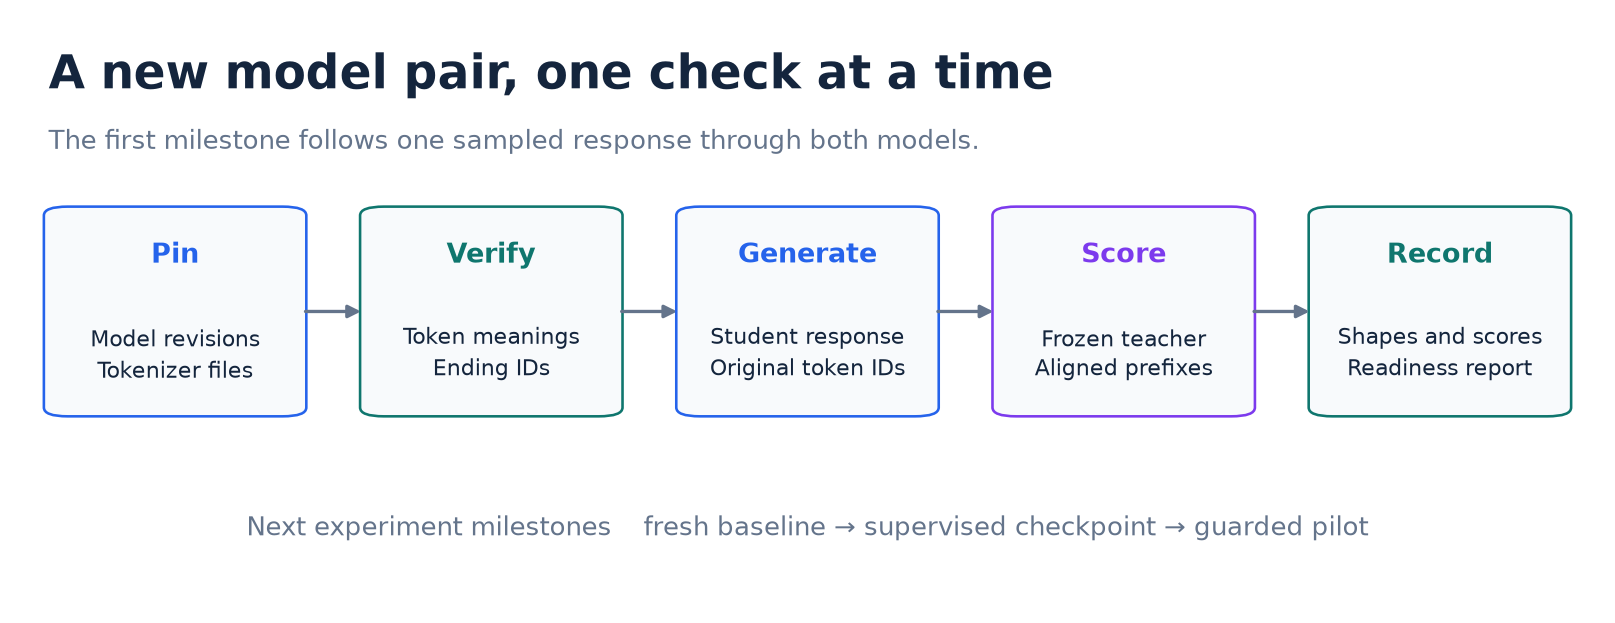 A new model pair, one check at a time
The first milestone follows one sampled response through both models.
Pin
Model revisions
Tokenizer files
Verify
Token meanings
Ending IDs
Generate
Student response
Original token IDs
Score
Frozen teacher
Aligned prefixes
Record
Shapes and scores
Readiness report
Next experiment milestones fresh baseline → supervised checkpoint → guarded pilot